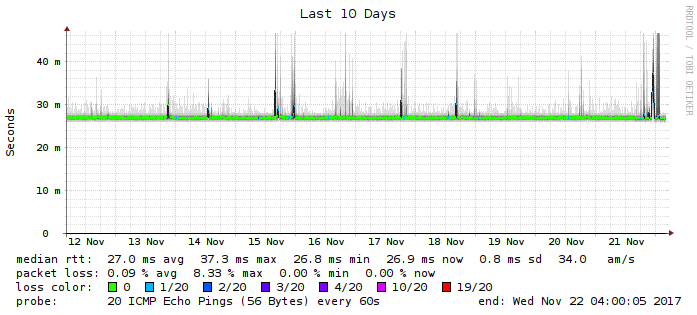 Last 10 Days
RRDTOOL / TOBI OETIKER
Seconds
40 m
30 m
20 m
10 m
0
12 Nov 13 Nov 14 Nov 15 Nov 16 Nov 17 Nov 18 Nov 19 Nov 20 Nov 21 Nov
median rtt: 27.0 ms avg 37.3 ms max 26.8 ms min 26.9 ms now 0.8 ms sd 34.0 am/s
packet loss: 0.09 % avg 8.33 % max 0.00 % min 0.00 % now
loss color: 0 1/20 2/20 3/20 4/20 10/20 19/20
probe: 20 ICMP Echo Pings (56 Bytes) every 60s end: Wed Nov 22 04:00:05 2017